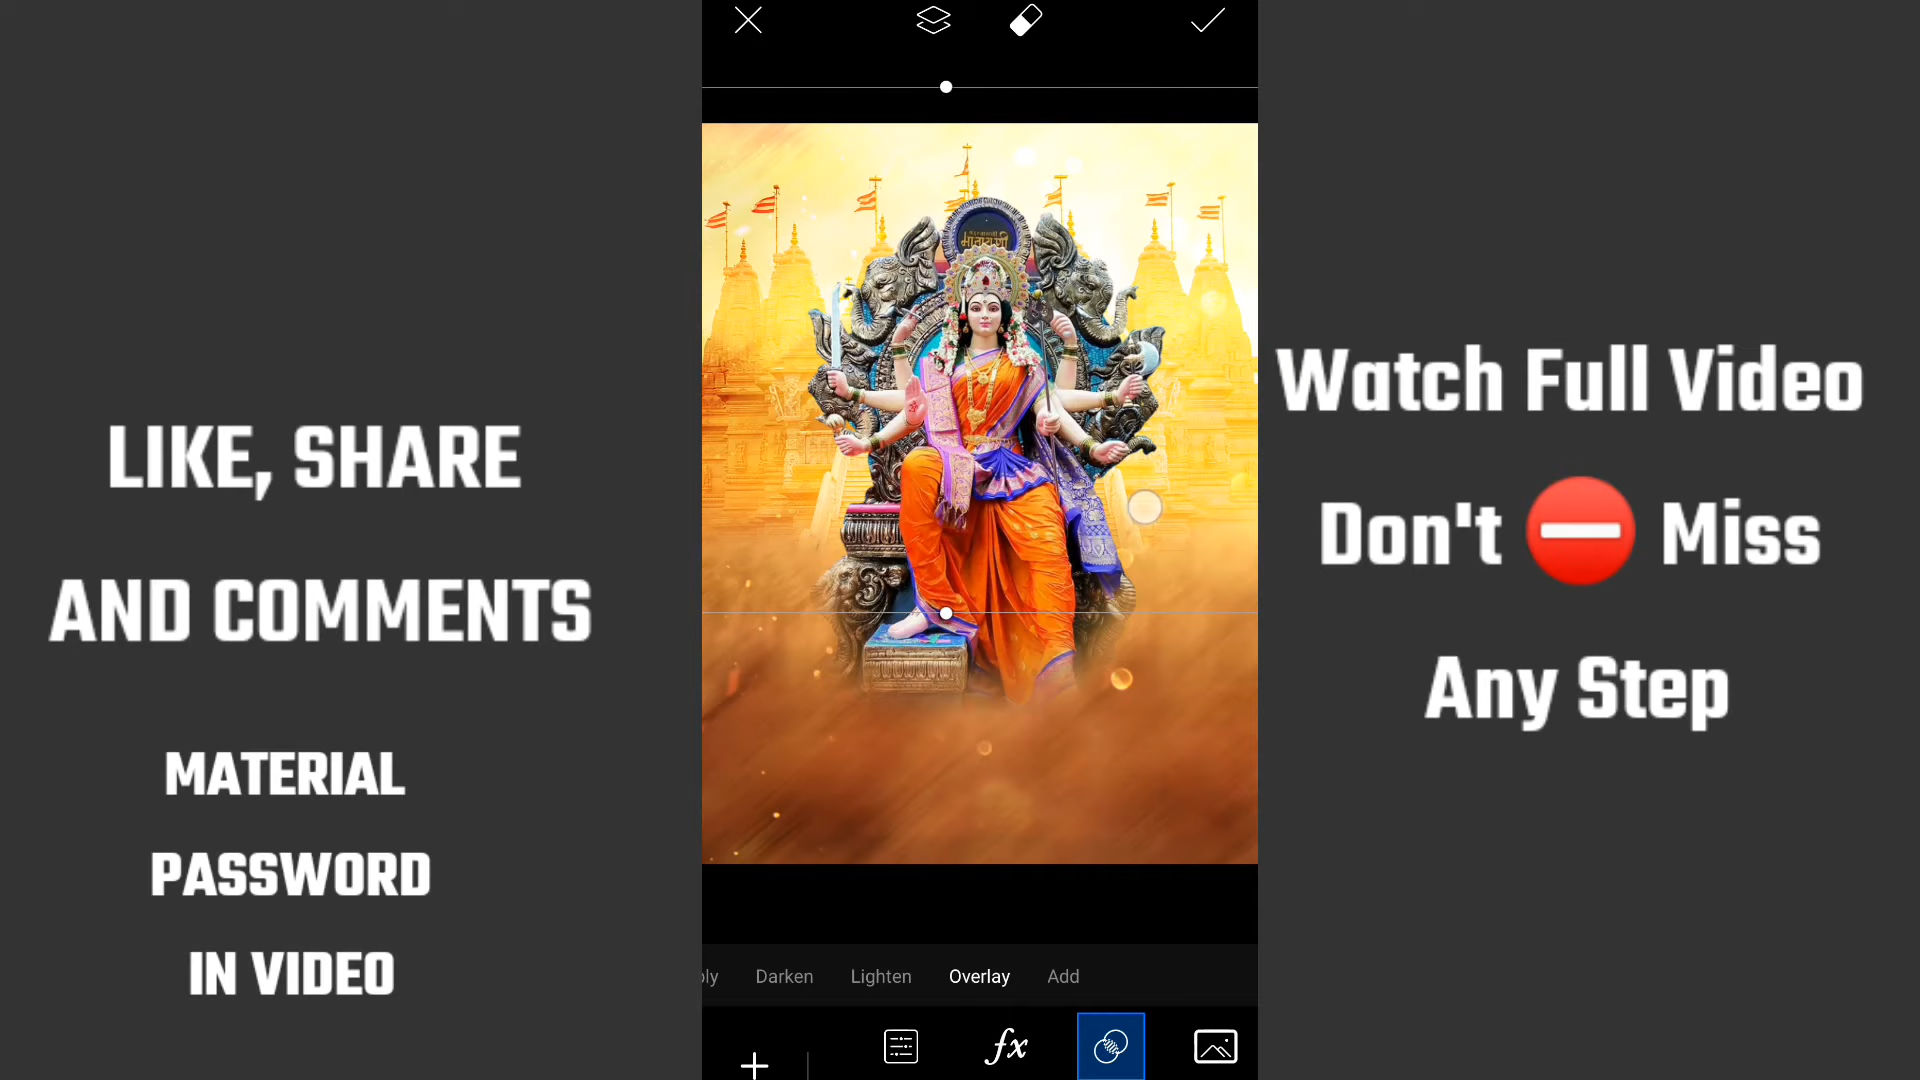 LIKE, SHARE
AND COMMENTS
MATERIAL
PASSWORD
IN VIDEO
Watch Full Video
Don't ⛔ Miss
Any Step
Darken Lighten Overlay Add
fx